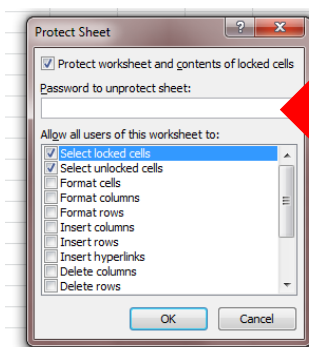 Protect Sheet
Protect worksheet and contents of locked cells
Password to unprotect sheet:
Allow all users of this worksheet to:
Select locked cells
Select unlocked cells
Format cells
Format columns
Format rows
Insert columns
Insert rows
Insert hyperlinks
Delete columns
Delete rows
OK Cancel